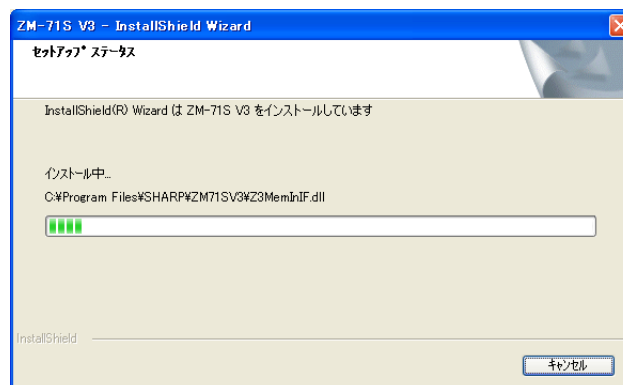 ZM-71S V3 - InstallShield Wizard
セットアップ ステータス
InstallShield(R) Wizard は ZM-71S V3 をインストールしています
インストール中...
C:¥Program Files¥SHARP¥ZM71SV3¥Z3MemInIF.dll
InstallShield
キャンセル